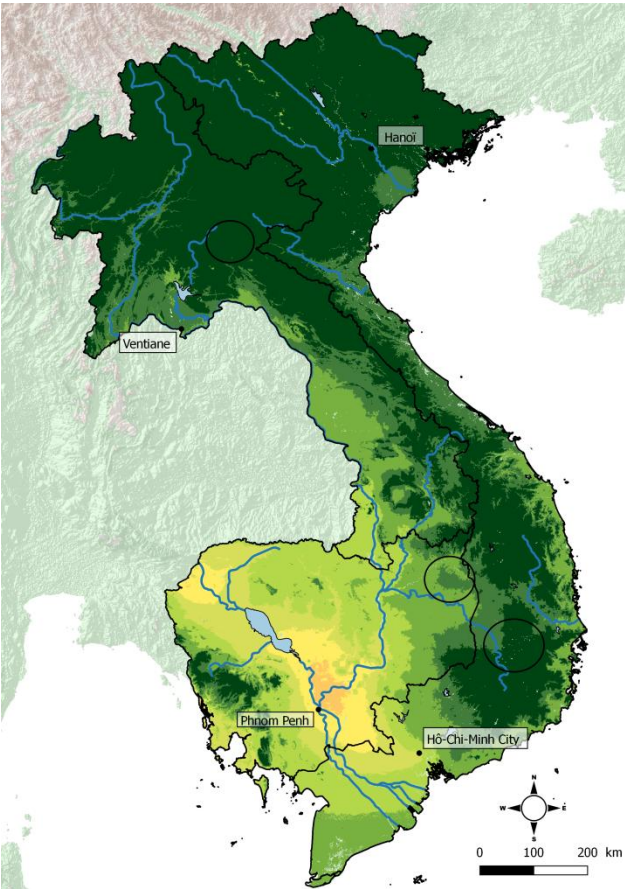 Hanoï
Ventiane
Phnom Penh
Hô-Chi-Minh City
N
W
E
S
0 100 200 km